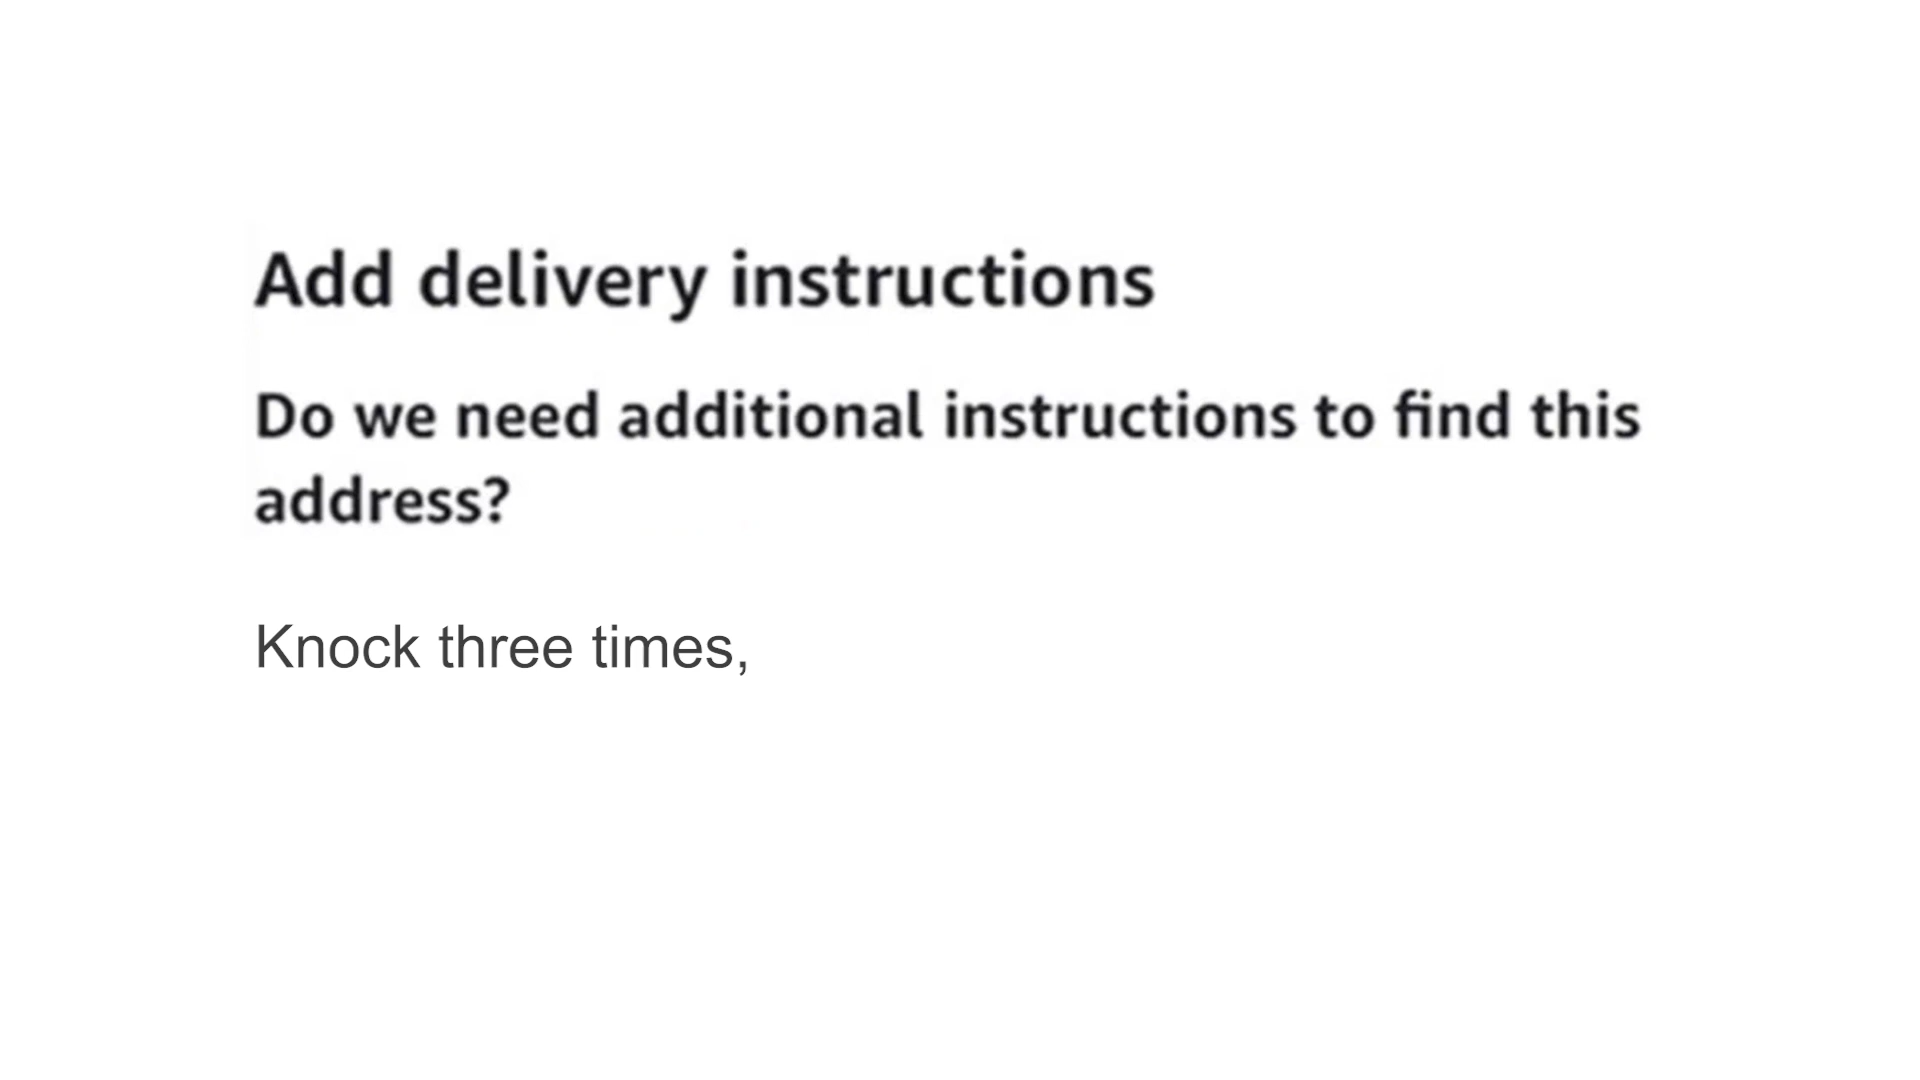 Add delivery instructions
Do we need additional instructions to find this
address?
Knock three times,